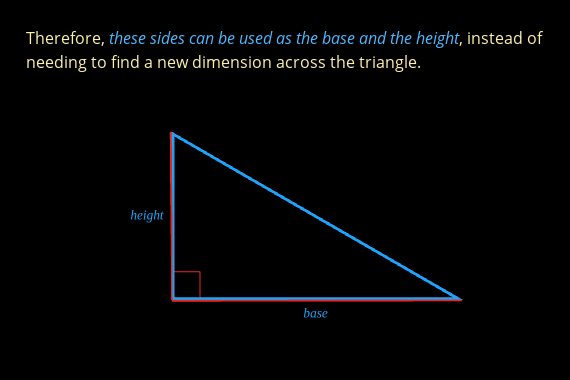 Therefore, these sides can be used as the base and the height, instead of
needing to find a new dimension across the triangle.
height
base